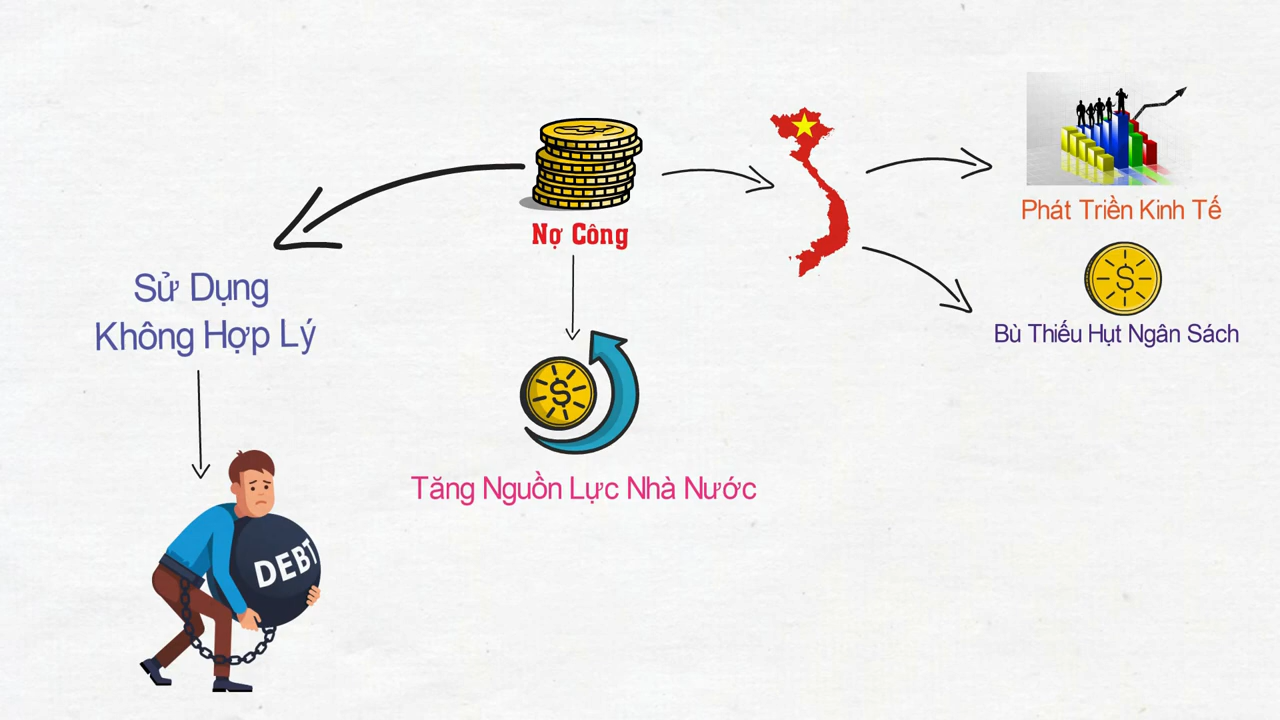 Nợ Công
Phát Triền Kinh Tế
Bù Thiếu Hụt Ngân Sách
Sử Dụng
Không Hợp Lý
Tăng Nguồn Lực Nhà Nước
DEBT